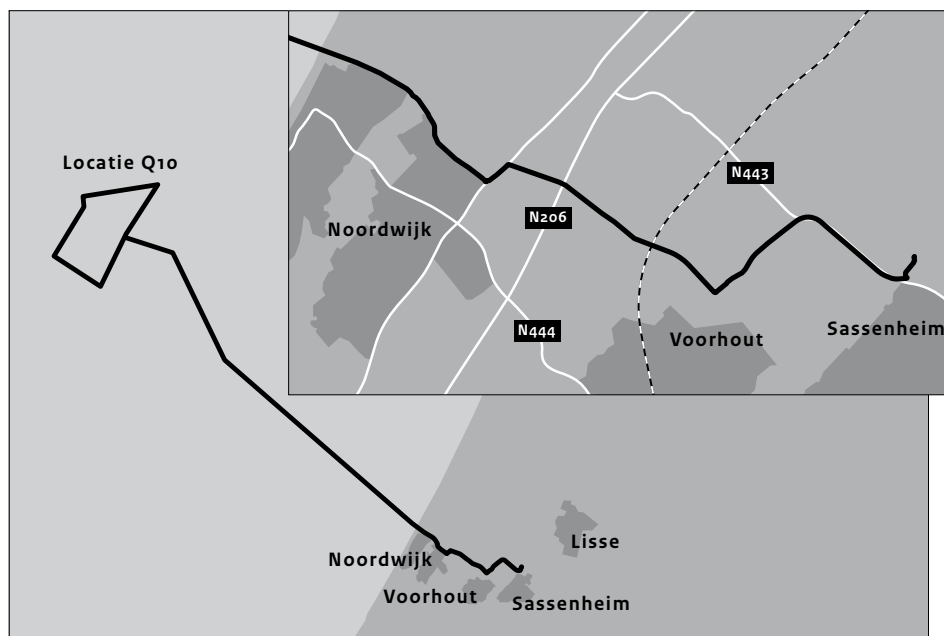 Locatie Q10
N443
N206
Noordwijk
N444
Voorhout
Sassenheim
Lisse
Noordwijk
Voorhout
Sassenheim